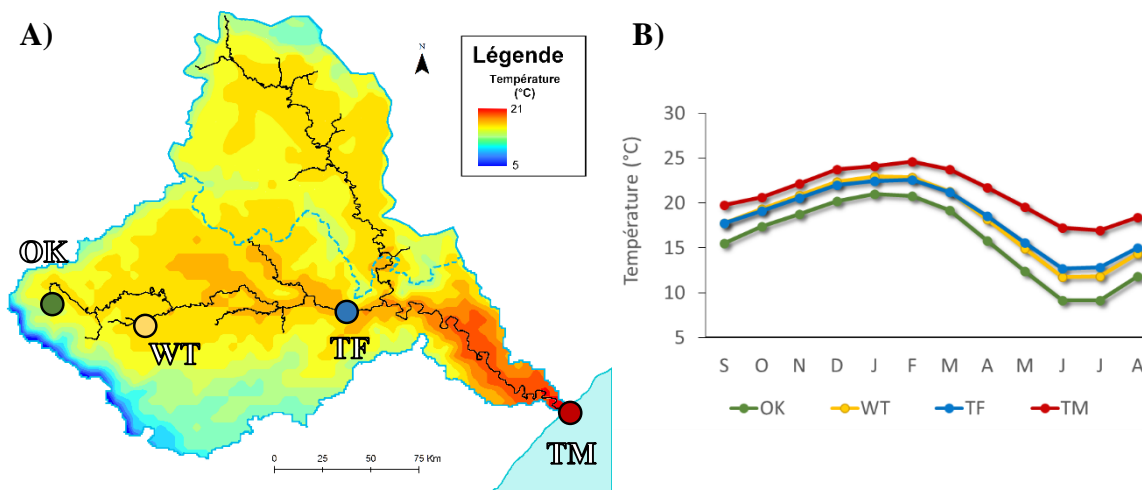 A)
N
Légende
Température
(°C)
21
5
OK
WT
TF
TM
0 25 50 75 Km
B)
Température (°C)
30
25
20
15
10
5
S O N D J F M A M J J A
OK WT TF TM